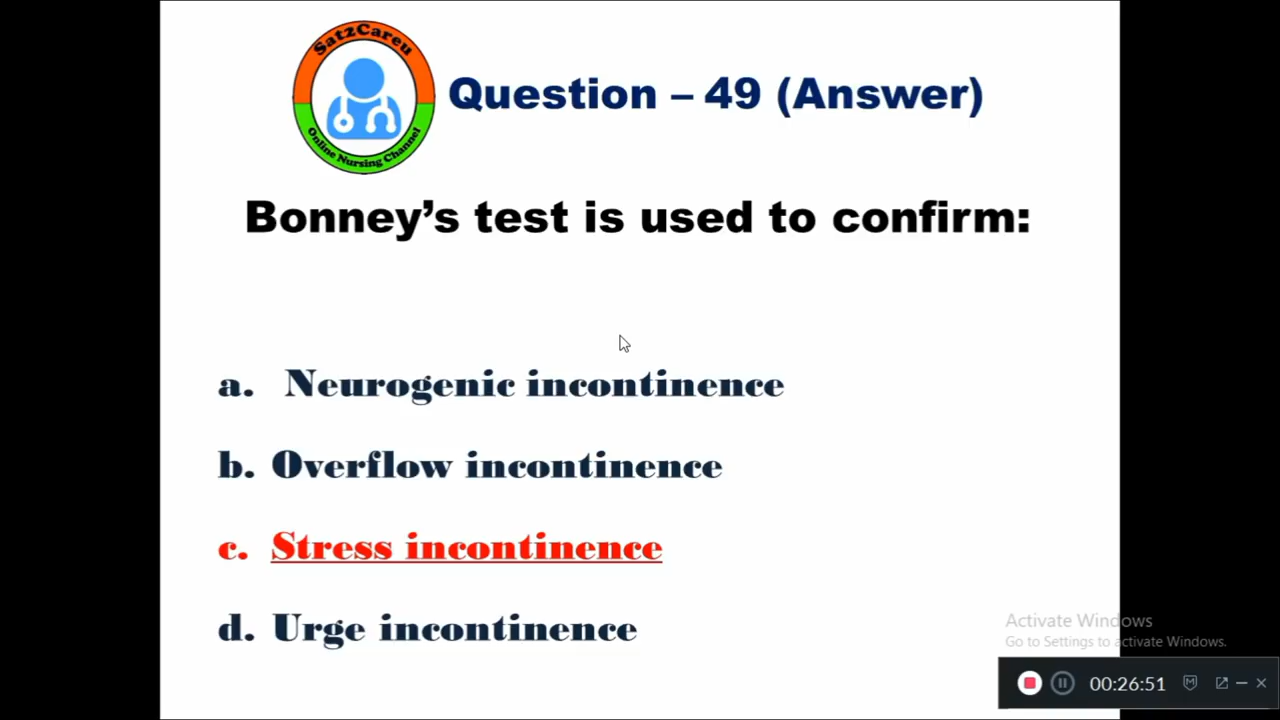 Sat2Careu
Online Nursing Channel
Question – 49 (Answer)
Bonney’s test is used to confirm:
a. Neurogenic incontinence
b. Overflow incontinence
c. Stress incontinence
d. Urge incontinence
Activate Windows
Go to Settings to activate Windows.
00:26:51